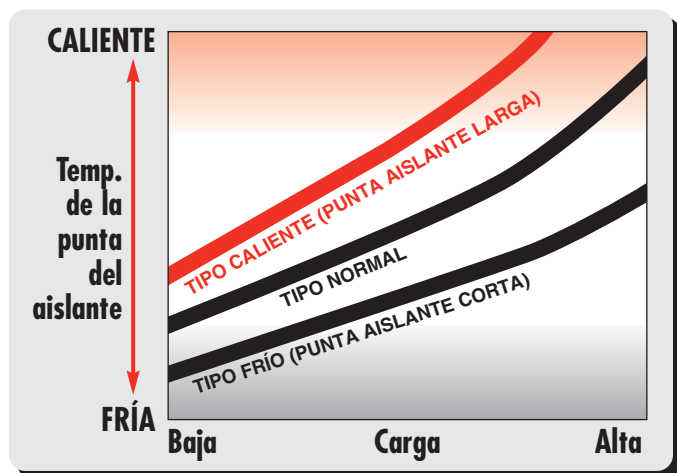 CALIENTE
Temp.
de la
punta
del
aislante
FRÍA
TIPO CALIENTE (PUNTA AISLANTE LARGA)
TIPO NORMAL
TIPO FRÍO (PUNTA AISLANTE CORTA)
Baja Carga Alta